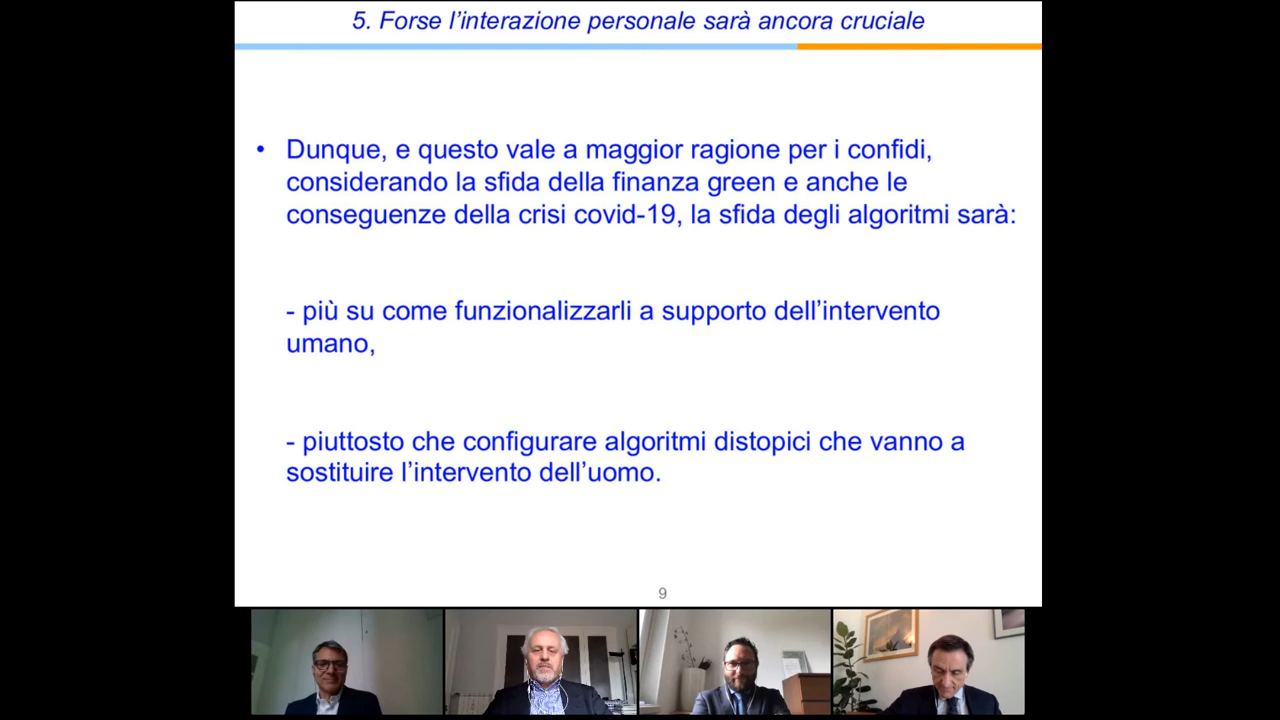 5. Forse l’interazione personale sarà ancora cruciale
• Dunque, e questo vale a maggior ragione per i confidi,
considerando la sfida della finanza green e anche le
conseguenze della crisi covid-19, la sfida degli algoritmi sarà:
- più su come funzionalizzarli a supporto dell’intervento
umano,
- piuttosto che configurare algoritmi distopici che vanno a
sostituire l’intervento dell’uomo.
9